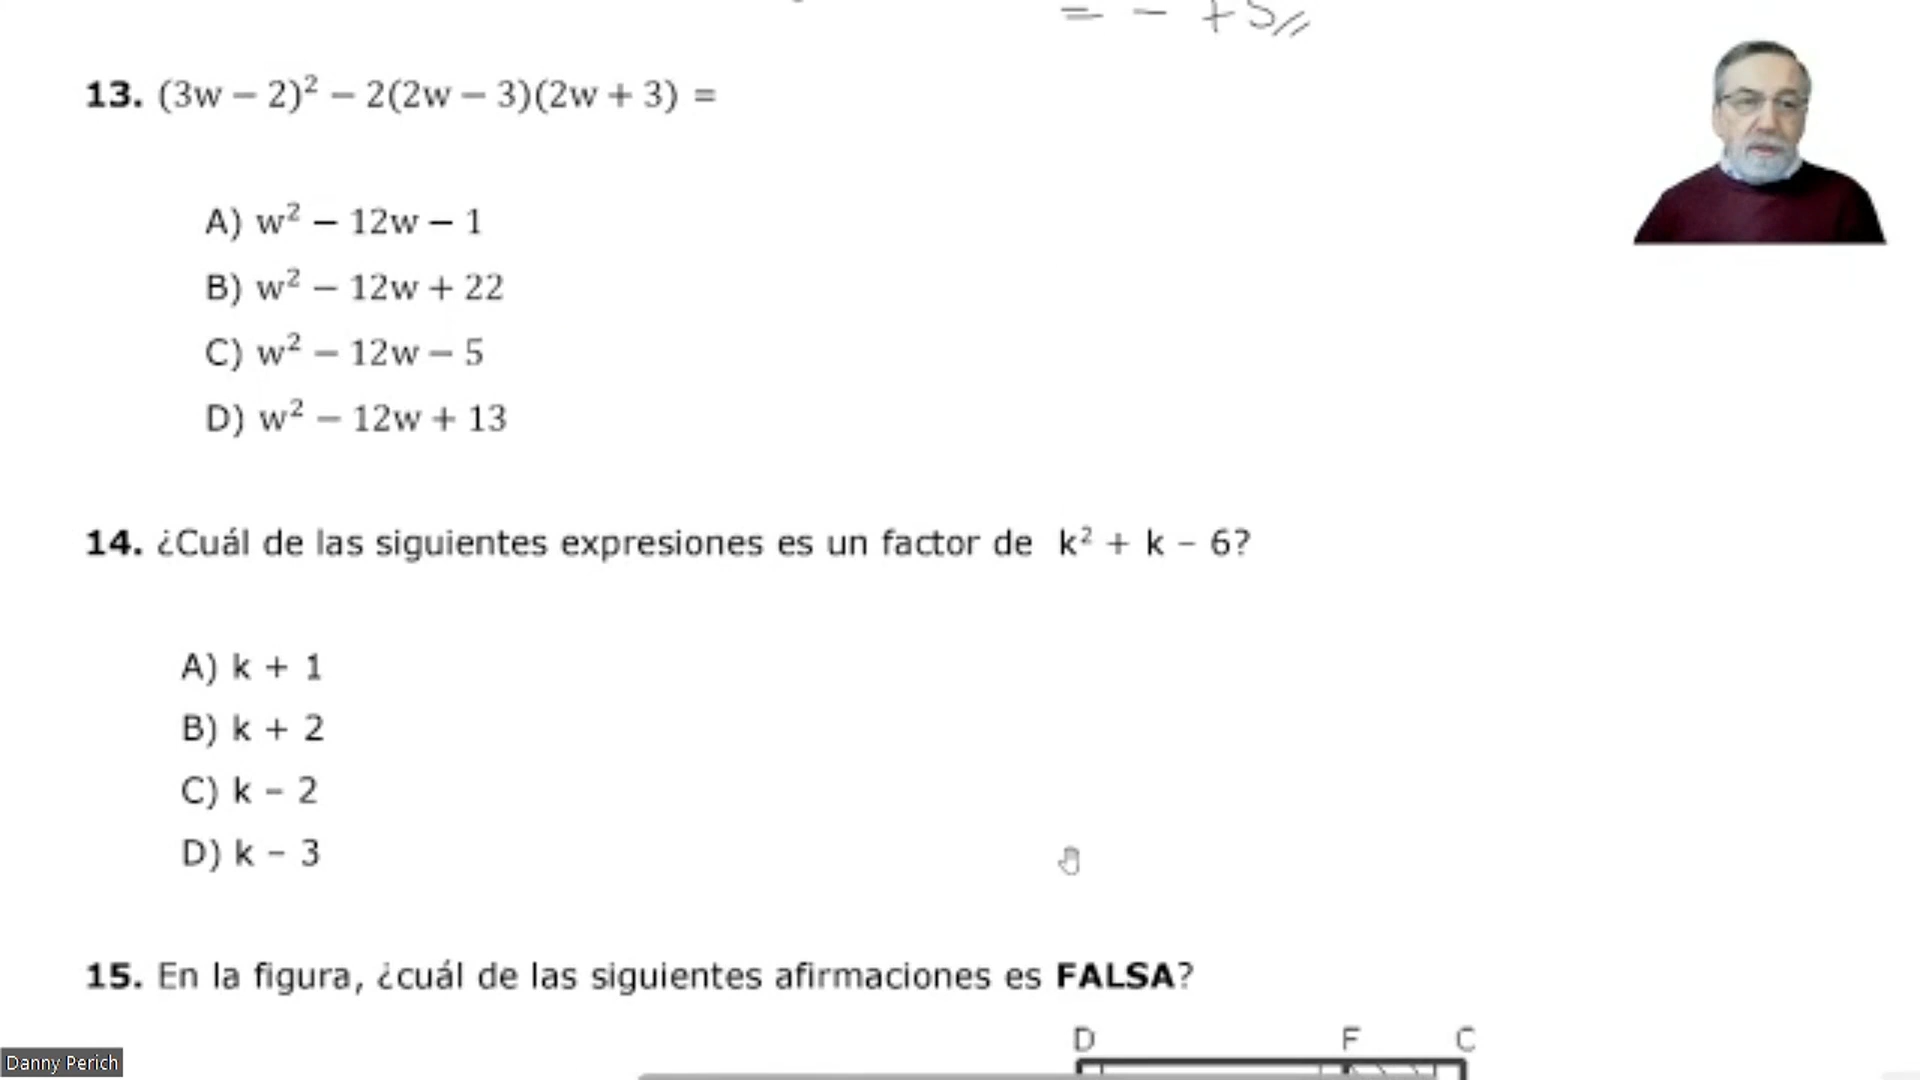 = - +5//
13. (3w – 2)² – 2(2w – 3)(2w + 3) =
A) w² – 12w – 1
B) w² – 12w + 22
C) w² – 12w – 5
D) w² – 12w + 13
14. ¿Cuál de las siguientes expresiones es un factor de k² + k – 6?
A) k + 1
B) k + 2
C) k – 2
D) k – 3
15. En la figura, ¿cuál de las siguientes afirmaciones es FALSA?
D F C
Danny Perich